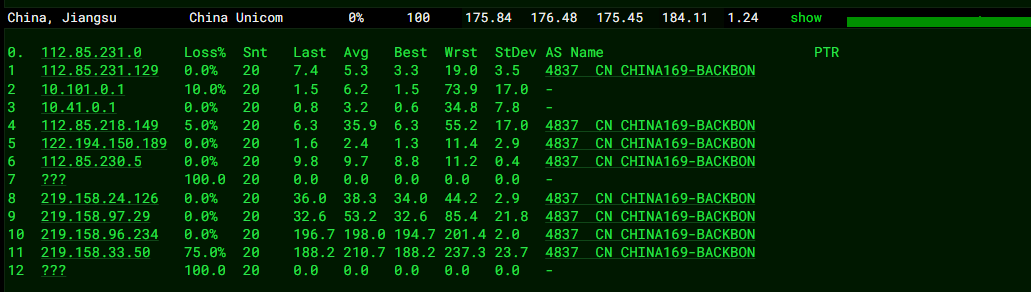 China, Jiangsu China Unicom 0% 100 175.84 176.48 175.45 184.11 1.24 show
0. 112.85.231.0 Loss% Snt Last Avg Best Wrst StDev AS Name PTR
1 112.85.231.129 0.0% 20 7.4 5.3 3.3 19.0 3.5 4837 CN CHINA169-BACKBON
2 10.101.0.1 10.0% 20 1.5 6.2 1.5 73.9 17.0 -
3 10.41.0.1 0.0% 20 0.8 3.2 0.6 34.8 7.8 -
4 112.85.218.149 5.0% 20 6.3 35.9 6.3 55.2 17.0 4837 CN CHINA169-BACKBON
5 122.194.150.189 0.0% 20 1.6 2.4 1.3 11.4 2.9 4837 CN CHINA169-BACKBON
6 112.85.230.5 0.0% 20 9.8 9.7 8.8 11.2 0.4 4837 CN CHINA169-BACKBON
7 ??? 100.0 20 0.0 0.0 0.0 0.0 0.0 -
8 219.158.24.126 0.0% 20 36.0 38.3 34.0 44.2 2.9 4837 CN CHINA169-BACKBON
9 219.158.97.29 0.0% 20 32.6 53.2 32.6 85.4 21.8 4837 CN CHINA169-BACKBON
10 219.158.96.234 0.0% 20 196.7 198.0 194.7 201.4 2.0 4837 CN CHINA169-BACKBON
11 219.158.33.50 75.0% 20 188.2 210.7 188.2 237.3 23.7 4837 CN CHINA169-BACKBON
12 ??? 100.0 20 0.0 0.0 0.0 0.0 0.0 -